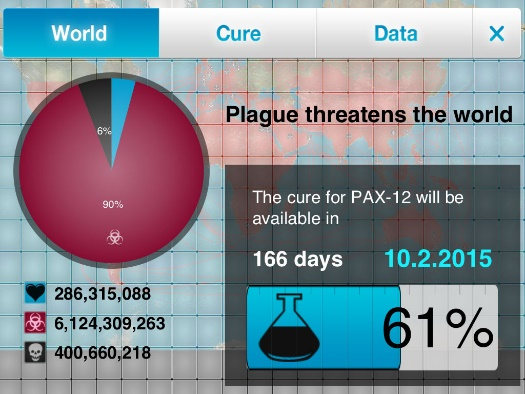 World
Cure
Data
×
Plague threatens the world
6%
90%
The cure for PAX-12 will be
available in
166 days
10.2.2015
286,315,088
6,124,309,263
400,660,218
61%